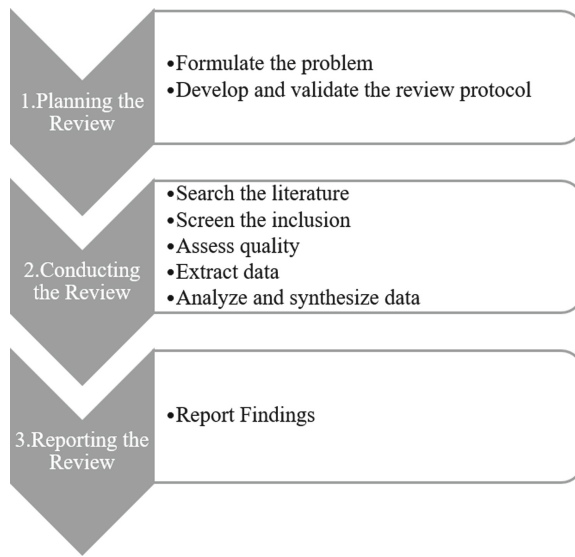 1.Planning the
Review
•Formulate the problem
•Develop and validate the review protocol
2.Conducting
the Review
•Search the literature
•Screen the inclusion
•Assess quality
•Extract data
•Analyze and synthesize data
3.Reporting the
Review
•Report Findings